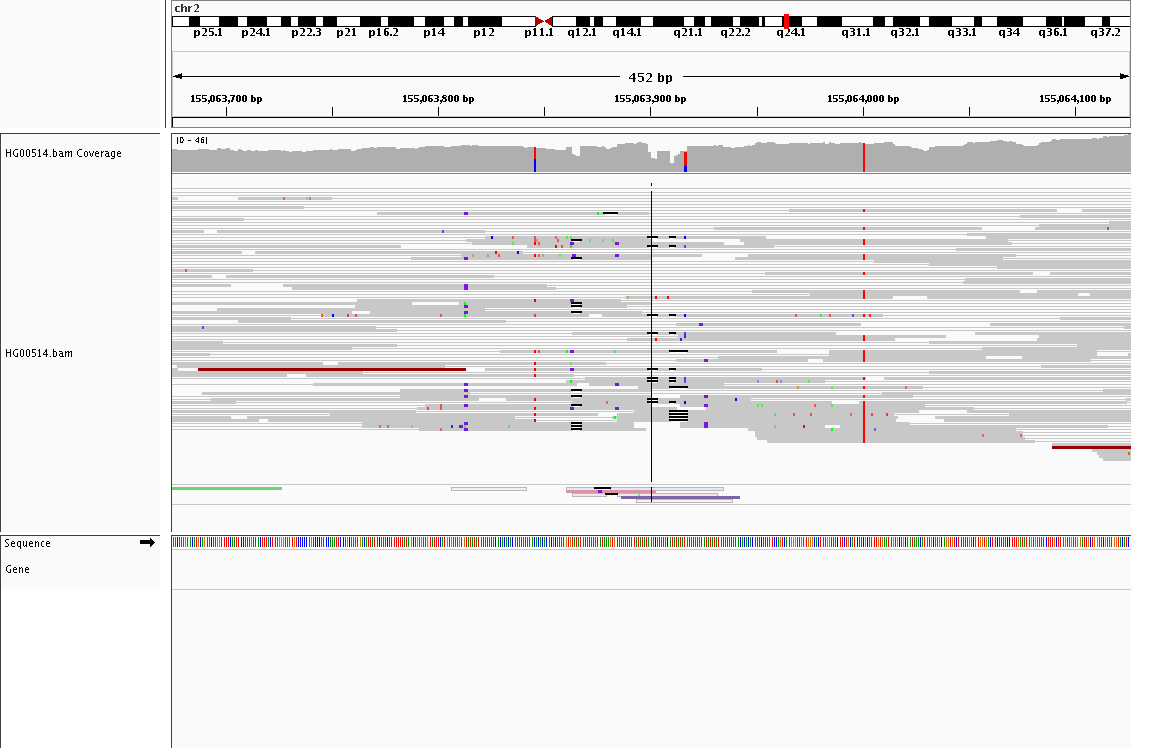 chr2
p25.1 p24.1 p22.3 p21 p16.2 p14 p12 p11.1 q12.1 q14.1 q21.1 q22.2 q24.1 q31.1 q32.1 q33.1 q34 q36.1 q37.2
452 bp
155,063,700 bp 155,063,800 bp 155,063,900 bp 155,064,000 bp 155,064,100 bp
[0 - 46]
HG00514.bam Coverage
HG00514.bam
Sequence
Gene